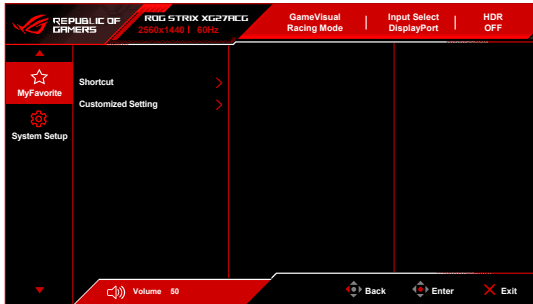 REPUBLIC OF
GAMERS
ROG STRIX XG27ACG
2560x1440 | 60Hz
GameVisual
Racing Mode
Input Select
DisplayPort
HDR
OFF
MyFavorite
System Setup
Shortcut
Customized Setting
Volume 50
Back
Enter
Exit